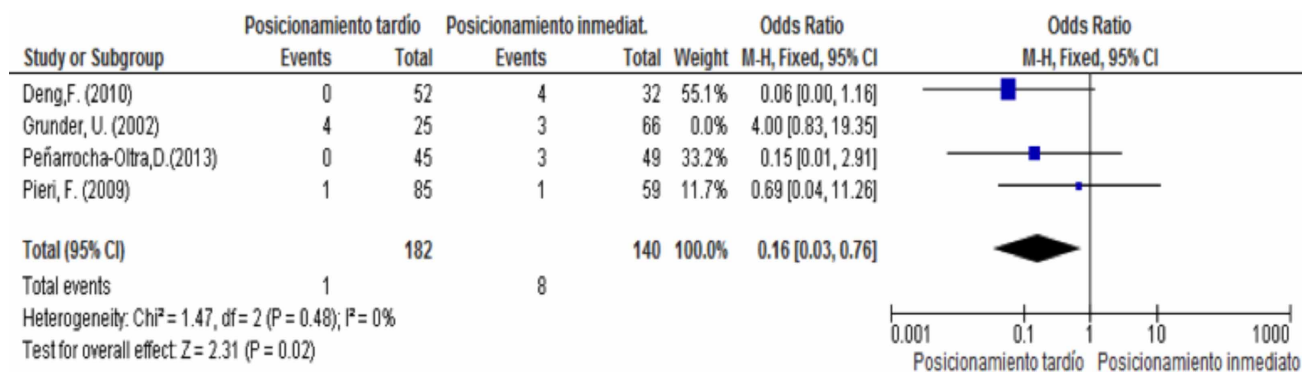 Posicionamiento tardío Posicionamiento inmediat. Odds Ratio Odds Ratio
Study or Subgroup Events Total Events Total Weight M-H, Fixed, 95% CI M-H, Fixed, 95% CI
Deng,F. (2010) 0 52 4 32 55.1% 0.06 [0.00, 1.16]
Grunder, U. (2002) 4 25 3 66 0.0% 4.00 [0.83, 19.35]
Peñarrocha-Oltra,D.(2013) 0 45 3 49 33.2% 0.15 [0.01, 2.91]
Pieri, F. (2009) 1 85 1 59 11.7% 0.69 [0.04, 11.26]
Total (95% CI) 182 140 100.0% 0.16 [0.03, 0.76]
Total events 1 8
Heterogeneity: Chi² = 1.47, df = 2 (P = 0.48); I² = 0%
Test for overall effect: Z = 2.31 (P = 0.02)
0.001 0.1 1 10 1000
Posicionamiento tardío Posicionamiento inmediato